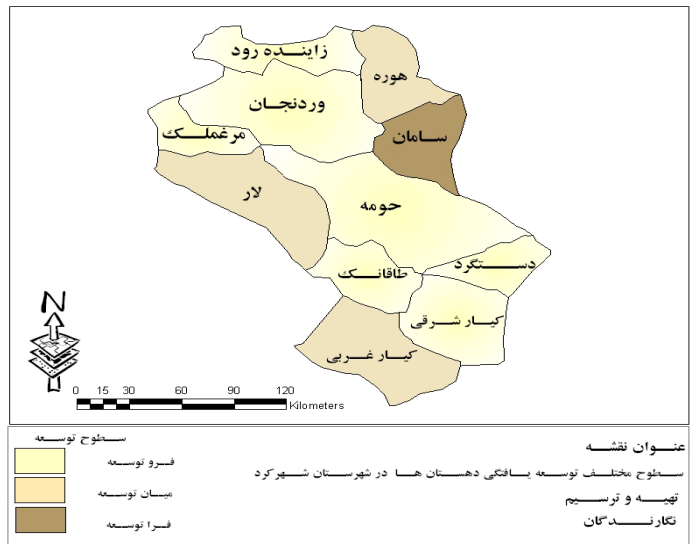 زاینده رود
هوره
وردنجان
سامان
مرغملک
لار
حومه
دستگرد
طاقانک
کیار شرقی
کیار غربی
N
0 15 30 60 90 120
Kilometers
سطوح توسعه
فرو توسعه
میان توسعه
فرا توسعه
عنوان نقشه
سطوح مختلف توسعه یافتگی دهستان ها در شهرستان شهرکرد
تهیه و ترسیم
نگارندگان